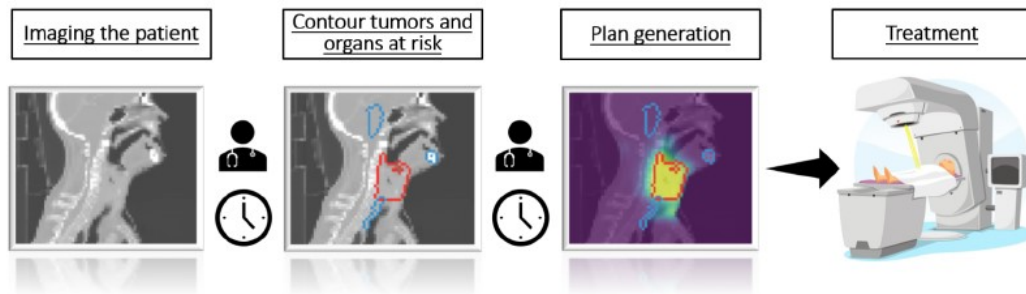 Imaging the patient
Contour tumors and
organs at risk
Plan generation
Treatment